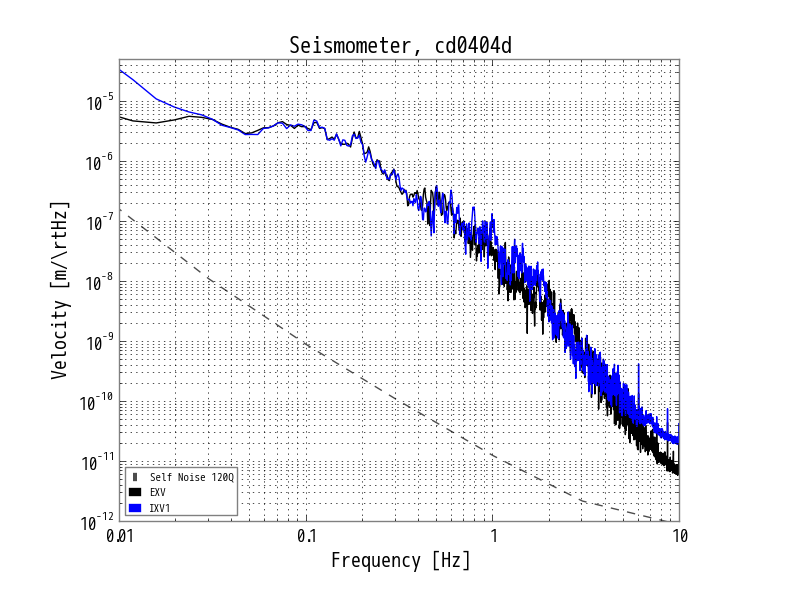 Seismometer, cd0404d
Velocity [m/\rtHz]
10^-5
10^-6
10^-7
10^-8
10^-9
10^-10
10^-11
10^-12
Self Noise 120Q
EXV
IXV1
0.01
0.1
1
10
Frequency [Hz]